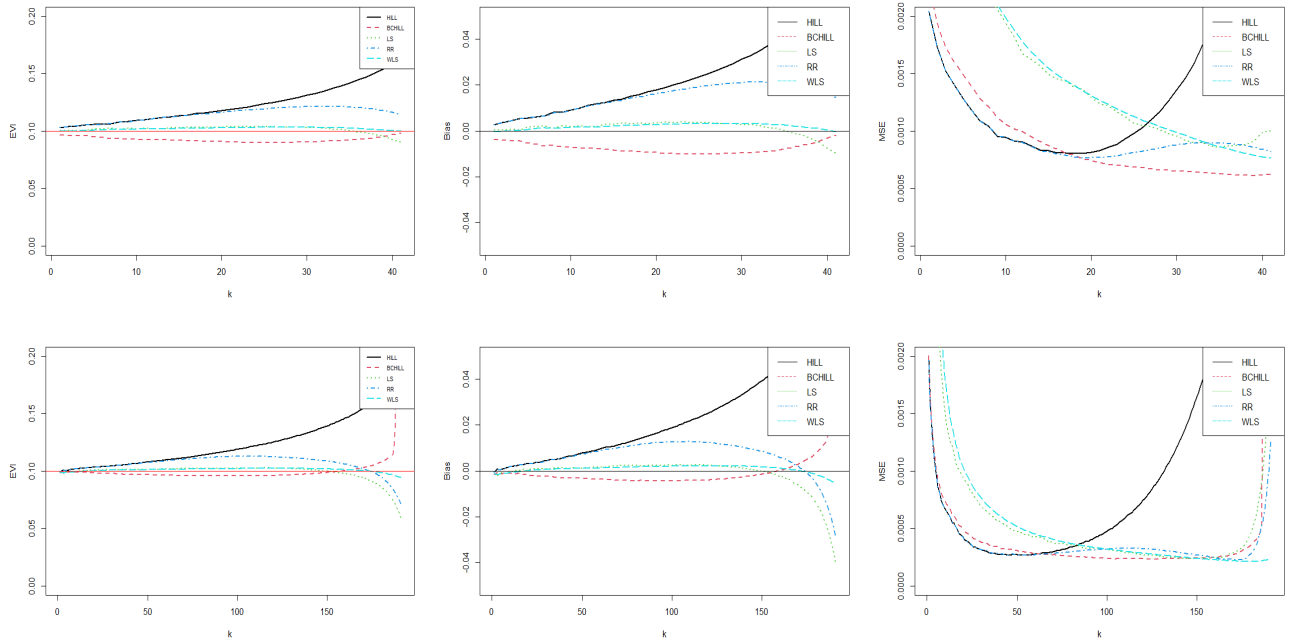 0.20
0.15
0.10
0.05
0.00
EVI
0 10 20 30 40
k
HILL
BCHILL
LS
RR
WLS
0.04
0.02
0.00
-0.02
-0.04
Bias
0 10 20 30 40
k
HILL
BCHILL
LS
RR
WLS
0.0020
0.0015
0.0010
0.0005
0.0000
MSE
0 10 20 30 40
k
HILL
BCHILL
LS
RR
WLS
0.20
0.15
0.10
0.05
0.00
EVI
0 50 100 150
k
HILL
BCHILL
LS
RR
WLS
0.04
0.02
0.00
-0.02
-0.04
Bias
0 50 100 150
k
HILL
BCHILL
LS
RR
WLS
0.0020
0.0015
0.0010
0.0005
0.0000
MSE
0 50 100 150
k
HILL
BCHILL
LS
RR
WLS